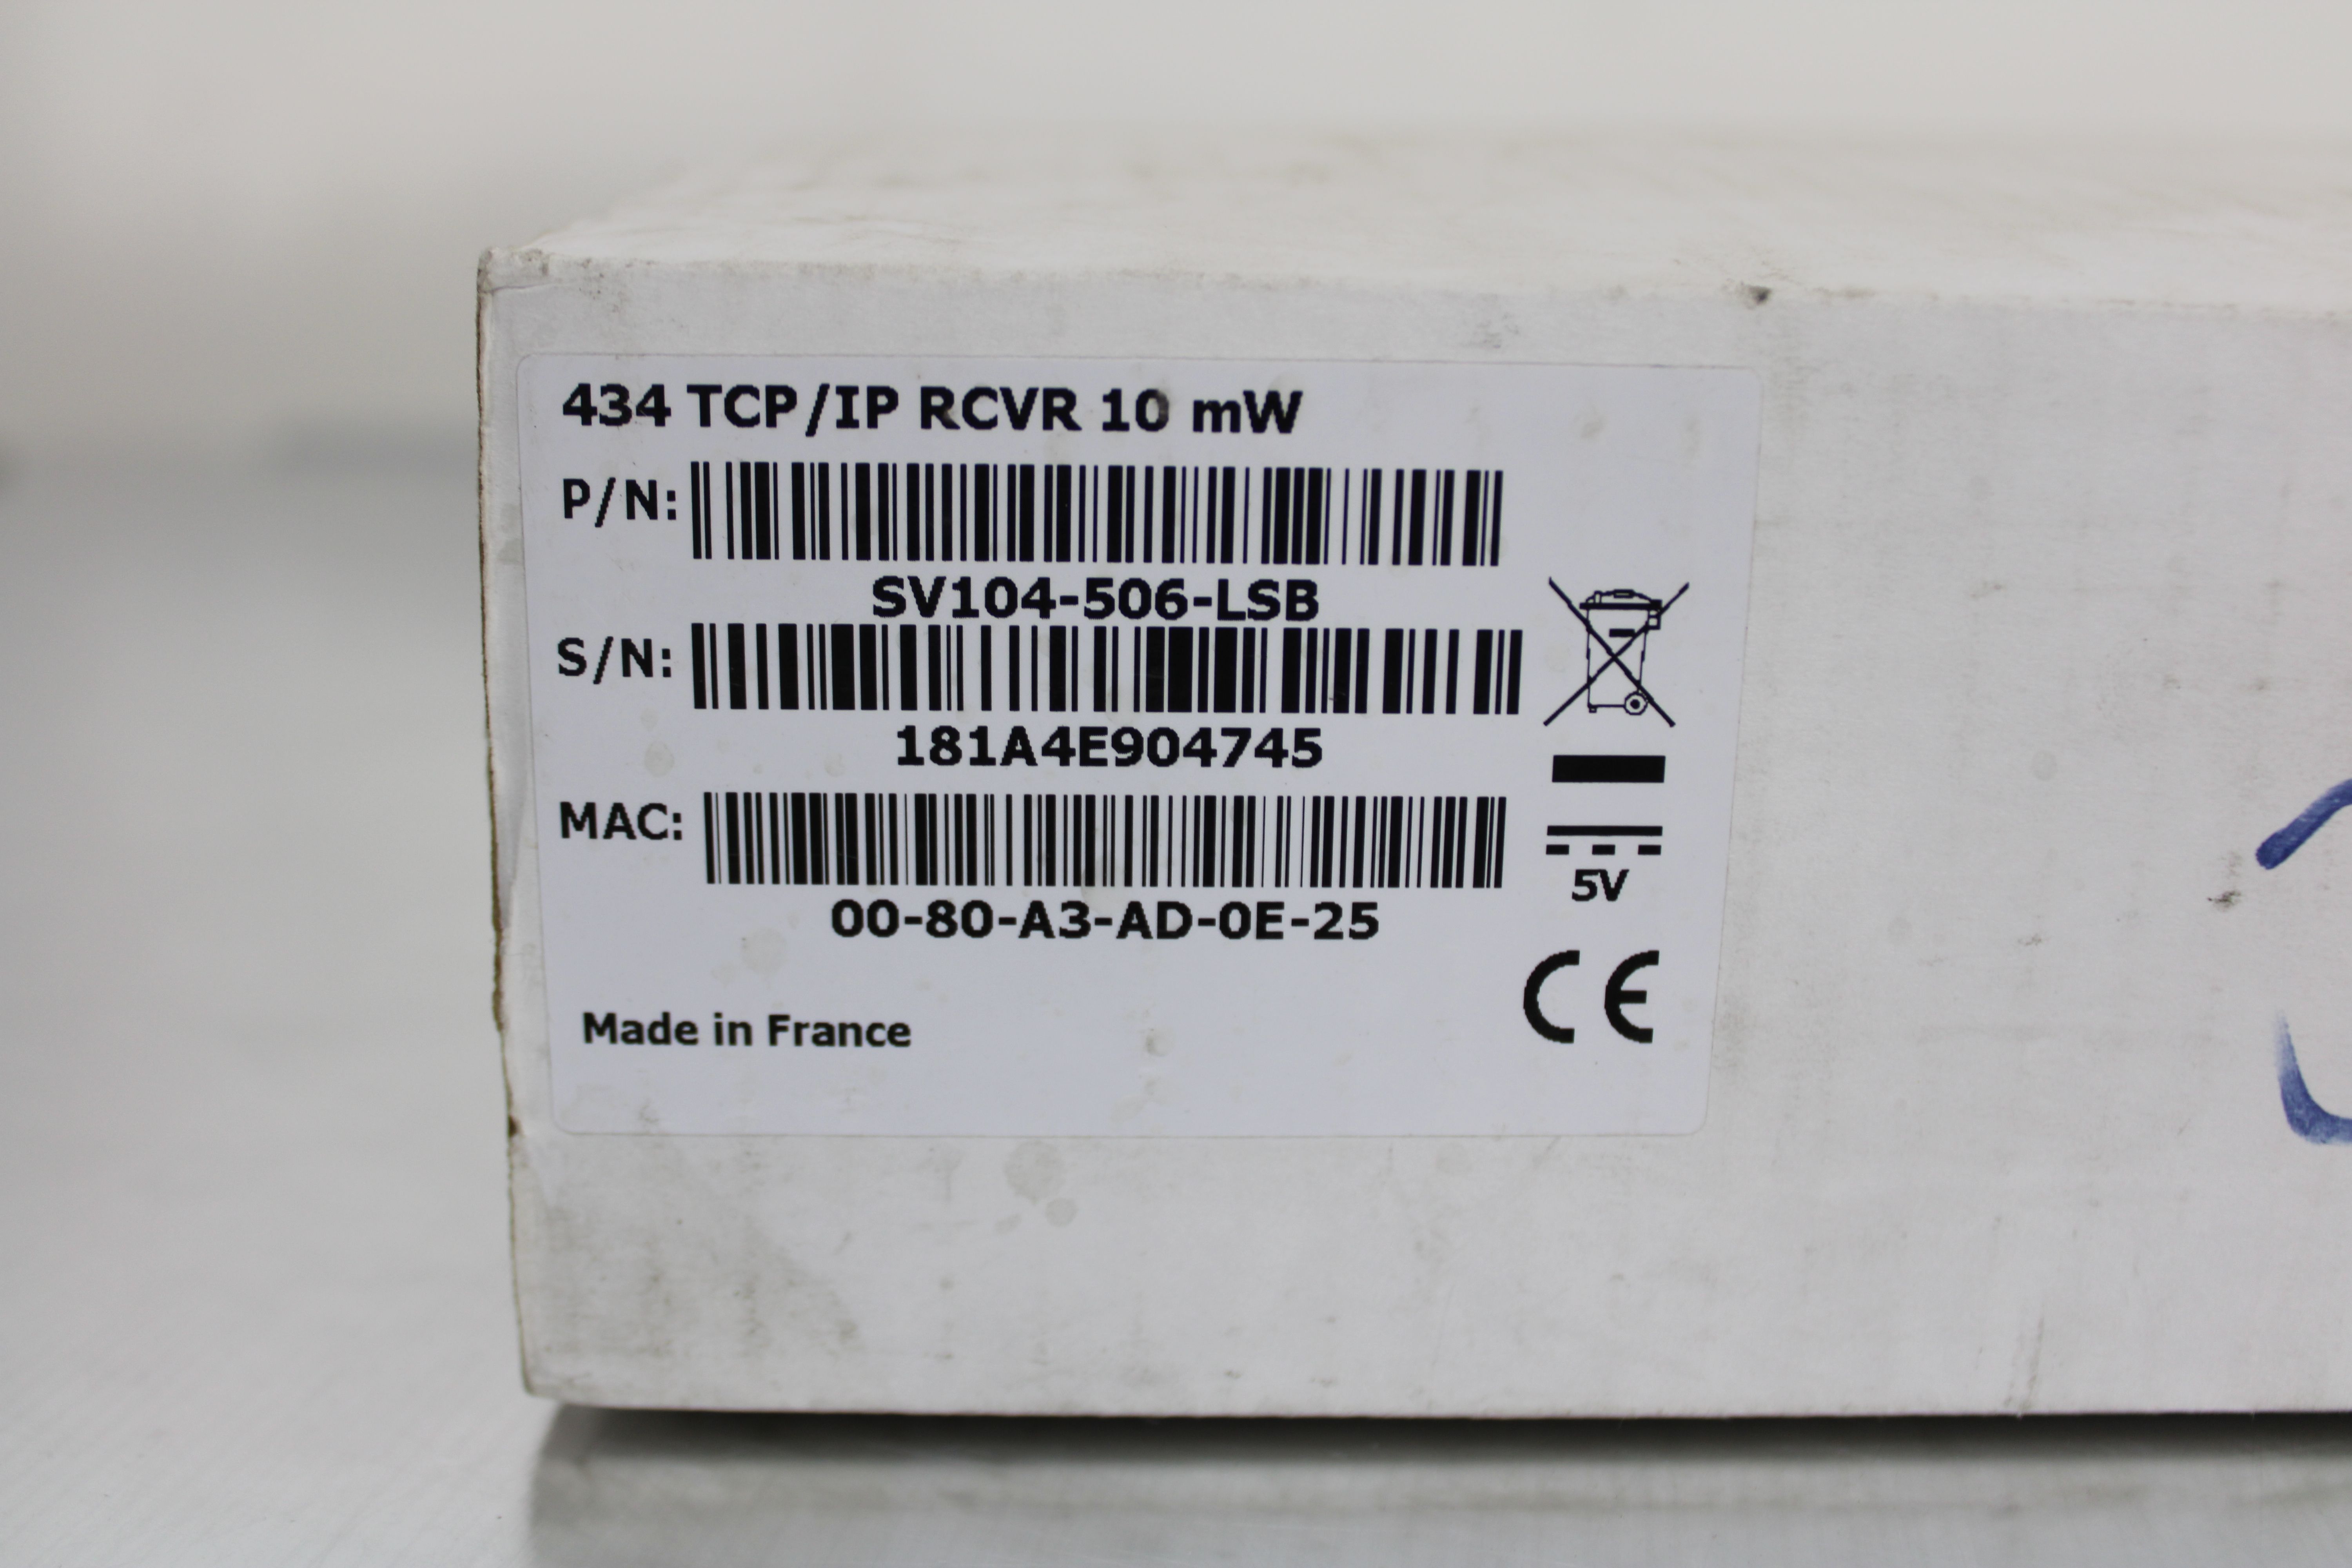 434 TCP/IP RCVR 10 mW
P/N:
SV104-506-LSB
S/N:
181A4E904745
MAC:
00-80-A3-AD-0E-25
5V
CE
Made in France